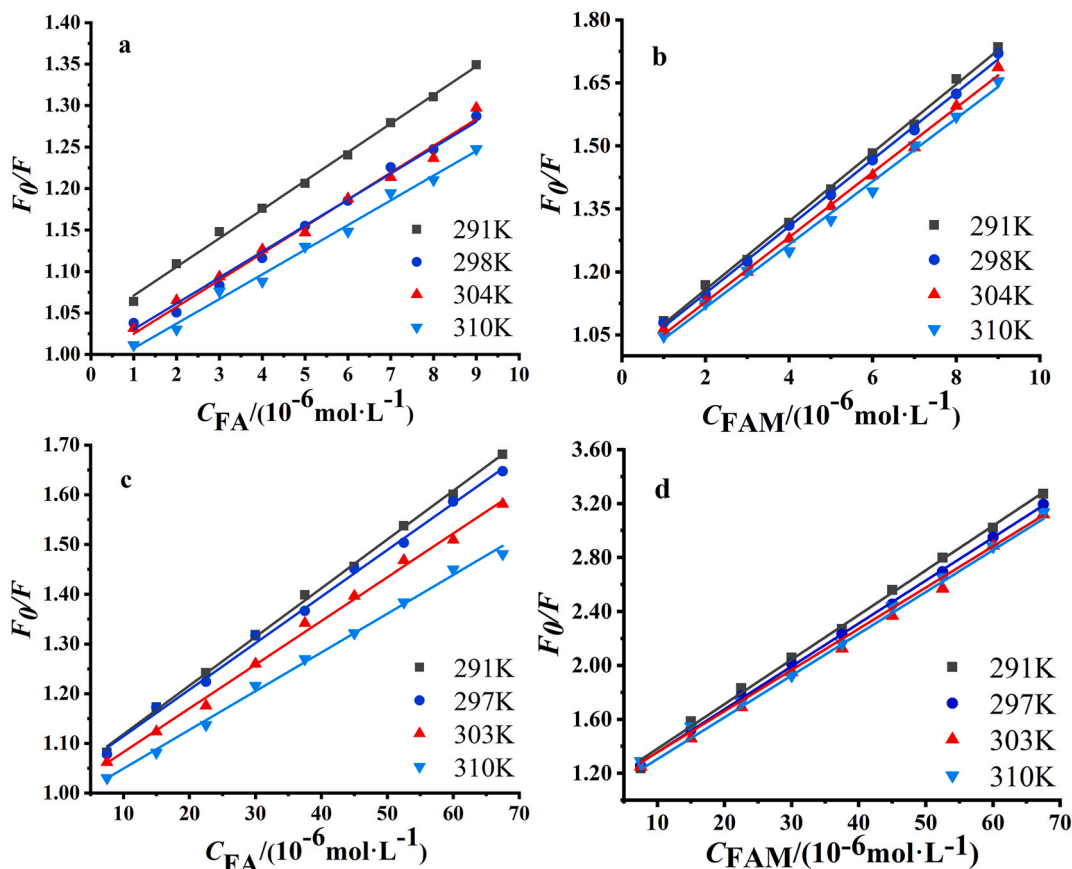 a
F₀/F
1.40
1.35
1.30
1.25
1.20
1.15
1.10
1.05
1.00
291K
298K
304K
310K
0 1 2 3 4 5 6 7 8 9 10
C_FA/(10⁻⁶mol·L⁻¹)
b
F₀/F
1.80
1.65
1.50
1.35
1.20
1.05
291K
298K
304K
310K
0 2 4 6 8 10
C_FAM/(10⁻⁶mol·L⁻¹)
c
F₀/F
1.70
1.60
1.50
1.40
1.30
1.20
1.10
1.00
291K
297K
303K
310K
10 20 30 40 50 60 70
C_FA/(10⁻⁶mol·L⁻¹)
d
F₀/F
3.60
3.20
2.80
2.40
2.00
1.60
1.20
291K
297K
303K
310K
10 20 30 40 50 60 70
C_FAM/(10⁻⁶mol·L⁻¹)